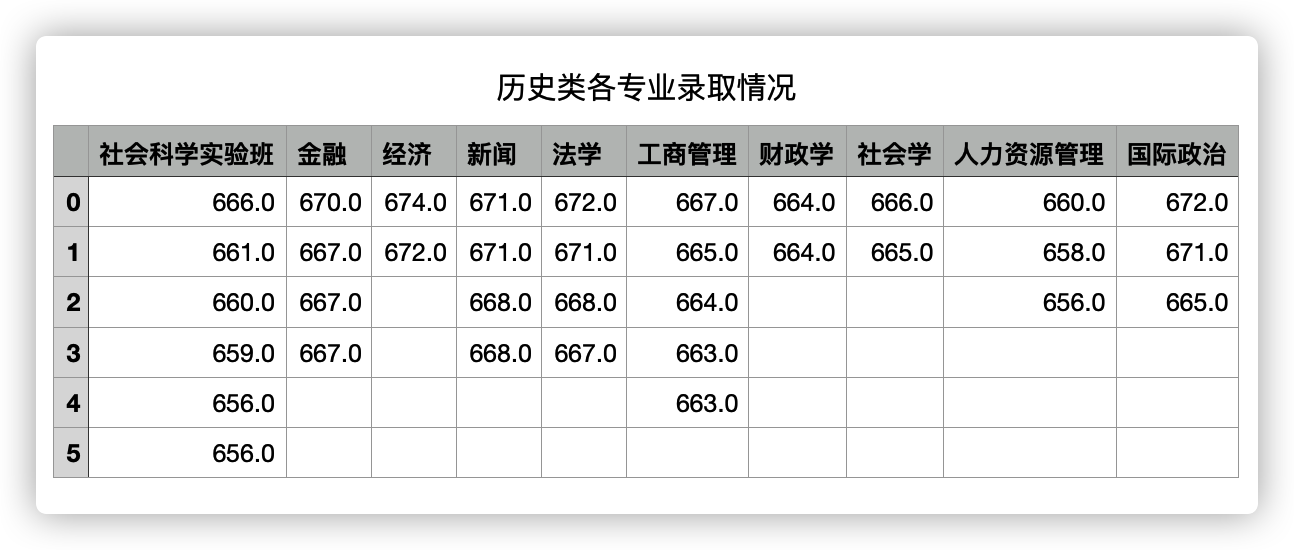 历史类各专业录取情况
社会科学实验班 金融 经济 新闻 法学 工商管理 财政学 社会学 人力资源管理 国际政治
0 666.0 670.0 674.0 671.0 672.0 667.0 664.0 666.0 660.0 672.0
1 661.0 667.0 672.0 671.0 671.0 665.0 664.0 665.0 658.0 671.0
2 660.0 667.0 668.0 668.0 664.0 656.0 665.0
3 659.0 667.0 668.0 667.0 663.0
4 656.0 663.0
5 656.0